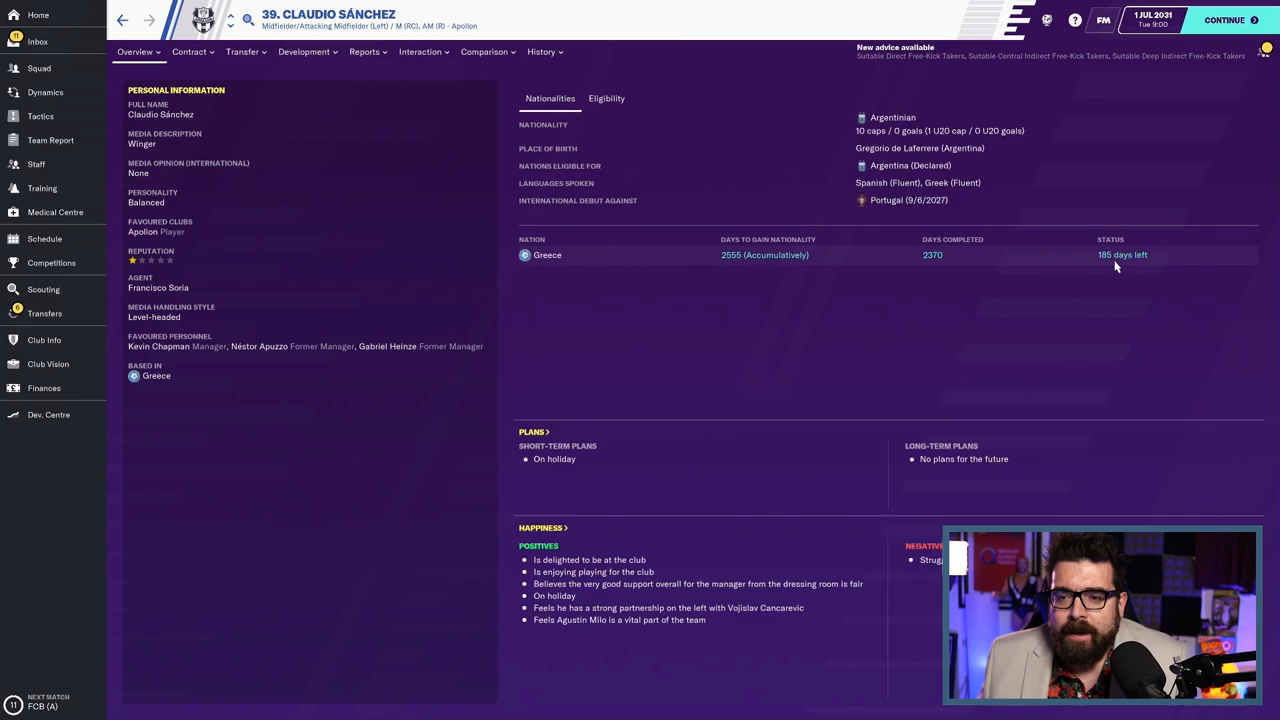 39. CLAUDIO SÁNCHEZ
Midfielder/Attacking Midfielder (Left) / M (RC), AM (R) - Apollon
FM
1 JUL 2031
Tue 9:00
CONTINUE
Home
11
Inbox
Dynamics
Tactics
Team Report
Staff
Training
Medical Centre
Schedule
Competitions
Scouting
6
Transfers
Club Info
Club Vision
Finances
Dev. Centre
11
NEXT MATCH
FCB (A)
Overview
Contract
Transfer
Development
Reports
Interaction
Comparison
History
New advice available
Suitable Direct Free-Kick Takers, Suitable Central Indirect Free-Kick Takers, Suitable Deep Indirect Free-Kick Takers
PERSONAL INFORMATION
FULL NAME
Claudio Sánchez
MEDIA DESCRIPTION
Winger
MEDIA OPINION (INTERNATIONAL)
None
PERSONALITY
Balanced
FAVOURED CLUBS
Apollon Player
REPUTATION
AGENT
Francisco Soria
MEDIA HANDLING STYLE
Level-headed
FAVOURED PERSONNEL
Kevin Chapman Manager, Néstor Apuzzo Former Manager, Gabriel Heinze Former Manager
BASED IN
Greece
Nationalities
Eligibility
NATIONALITY
Argentinian
10 caps / 0 goals (1 U20 cap / 0 U20 goals)
PLACE OF BIRTH
Gregorio de Laferrere (Argentina)
NATIONS ELIGIBLE FOR
Argentina (Declared)
LANGUAGES SPOKEN
Spanish (Fluent), Greek (Fluent)
INTERNATIONAL DEBUT AGAINST
Portugal (9/6/2027)
NATION DAYS TO GAIN NATIONALITY DAYS COMPLETED STATUS
Greece 2555 (Accumulatively) 2370 185 days left
PLANS >
SHORT-TERM PLANS
On holiday
LONG-TERM PLANS
No plans for the future
HAPPINESS >
POSITIVES
Is delighted to be at the club
Is enjoying playing for the club
Believes the very good support overall for the manager from the dressing room is fair
On holiday
Feels he has a strong partnership on the left with Vojislav Cancarevic
Feels Agustín Milo is a vital part of the team